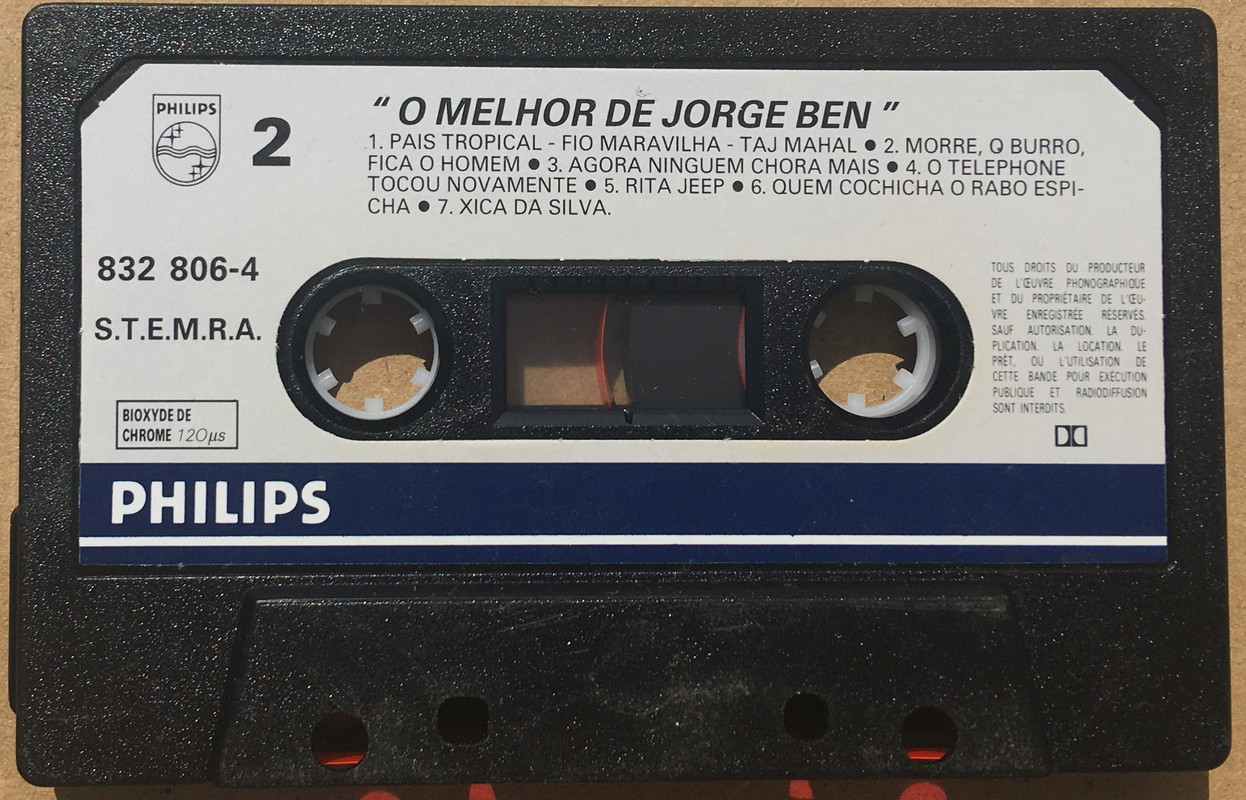 PHILIPS
2
" O MELHOR DE JORGE BEN "
1. PAIS TROPICAL - FIO MARAVILHA - TAJ MAHAL ● 2. MORRE, O BURRO,
FICA O HOMEM ● 3. AGORA NINGUEM CHORA MAIS ● 4. O TELEPHONE
TOCOU NOVAMENTE ● 5. RITA JEEP ● 6. QUEM COCHICHA O RABO ESPI-
CHA ● 7. XICA DA SILVA.
832 806-4
S.T.E.M.R.A.
BIOXYDE DE
CHROME 120µs
TOUS DROITS DU PRODUCTEUR
DE L'ŒUVRE PHONOGRAPHIQUE
ET DU PROPRIÉTAIRE DE L'ŒU-
VRE ENREGISTRÉE RÉSERVÉS.
SAUF AUTORISATION. LA DU-
PLICATION. LA LOCATION. LE
PRÊT, OU L'UTILISATION DE
CETTE BANDE POUR EXÉCUTION
PUBLIQUE ET RADIODIFFUSION
SONT INTERDITS.
PHILIPS